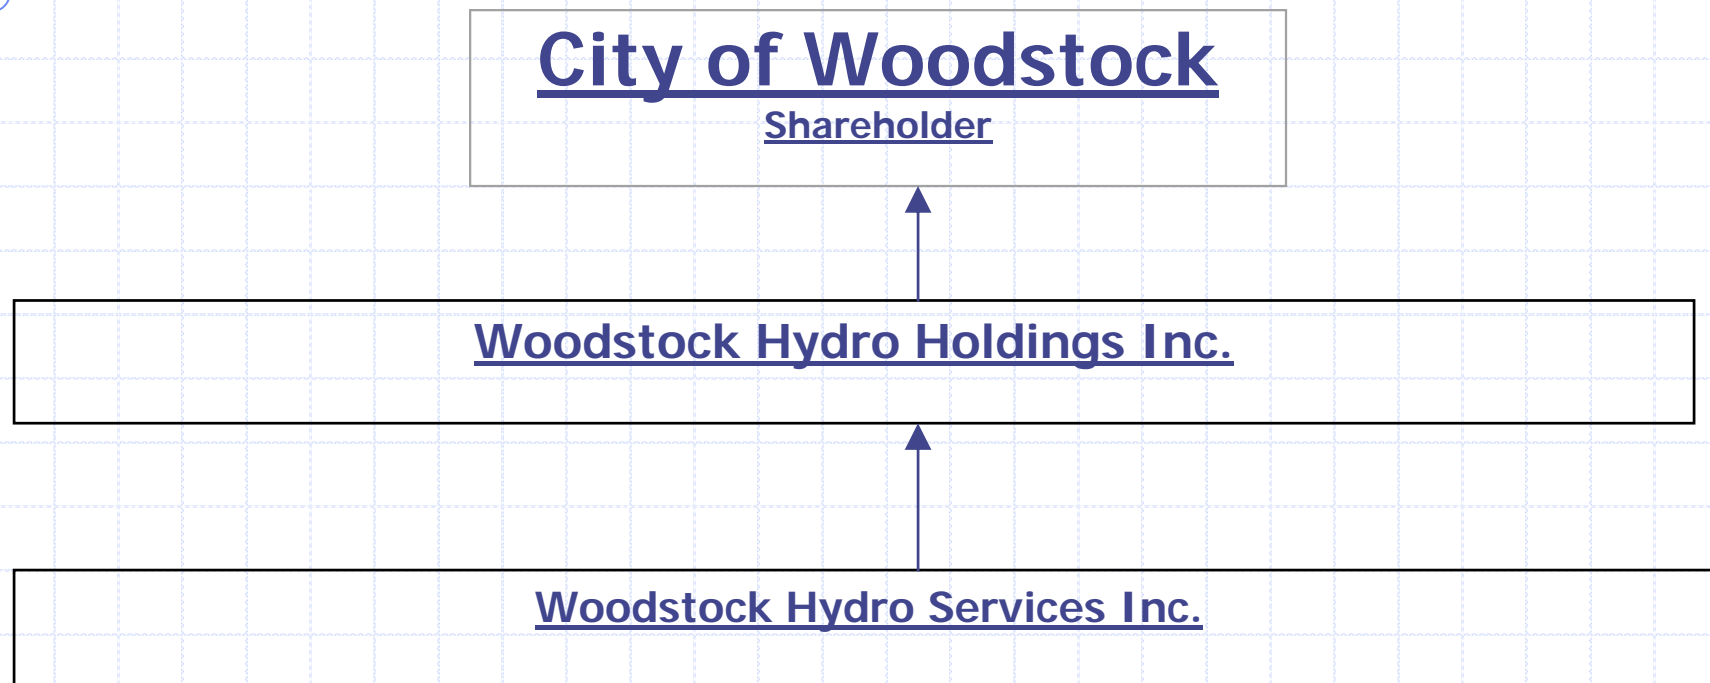 City of Woodstock
Shareholder
Woodstock Hydro Holdings Inc.
Woodstock Hydro Services Inc.